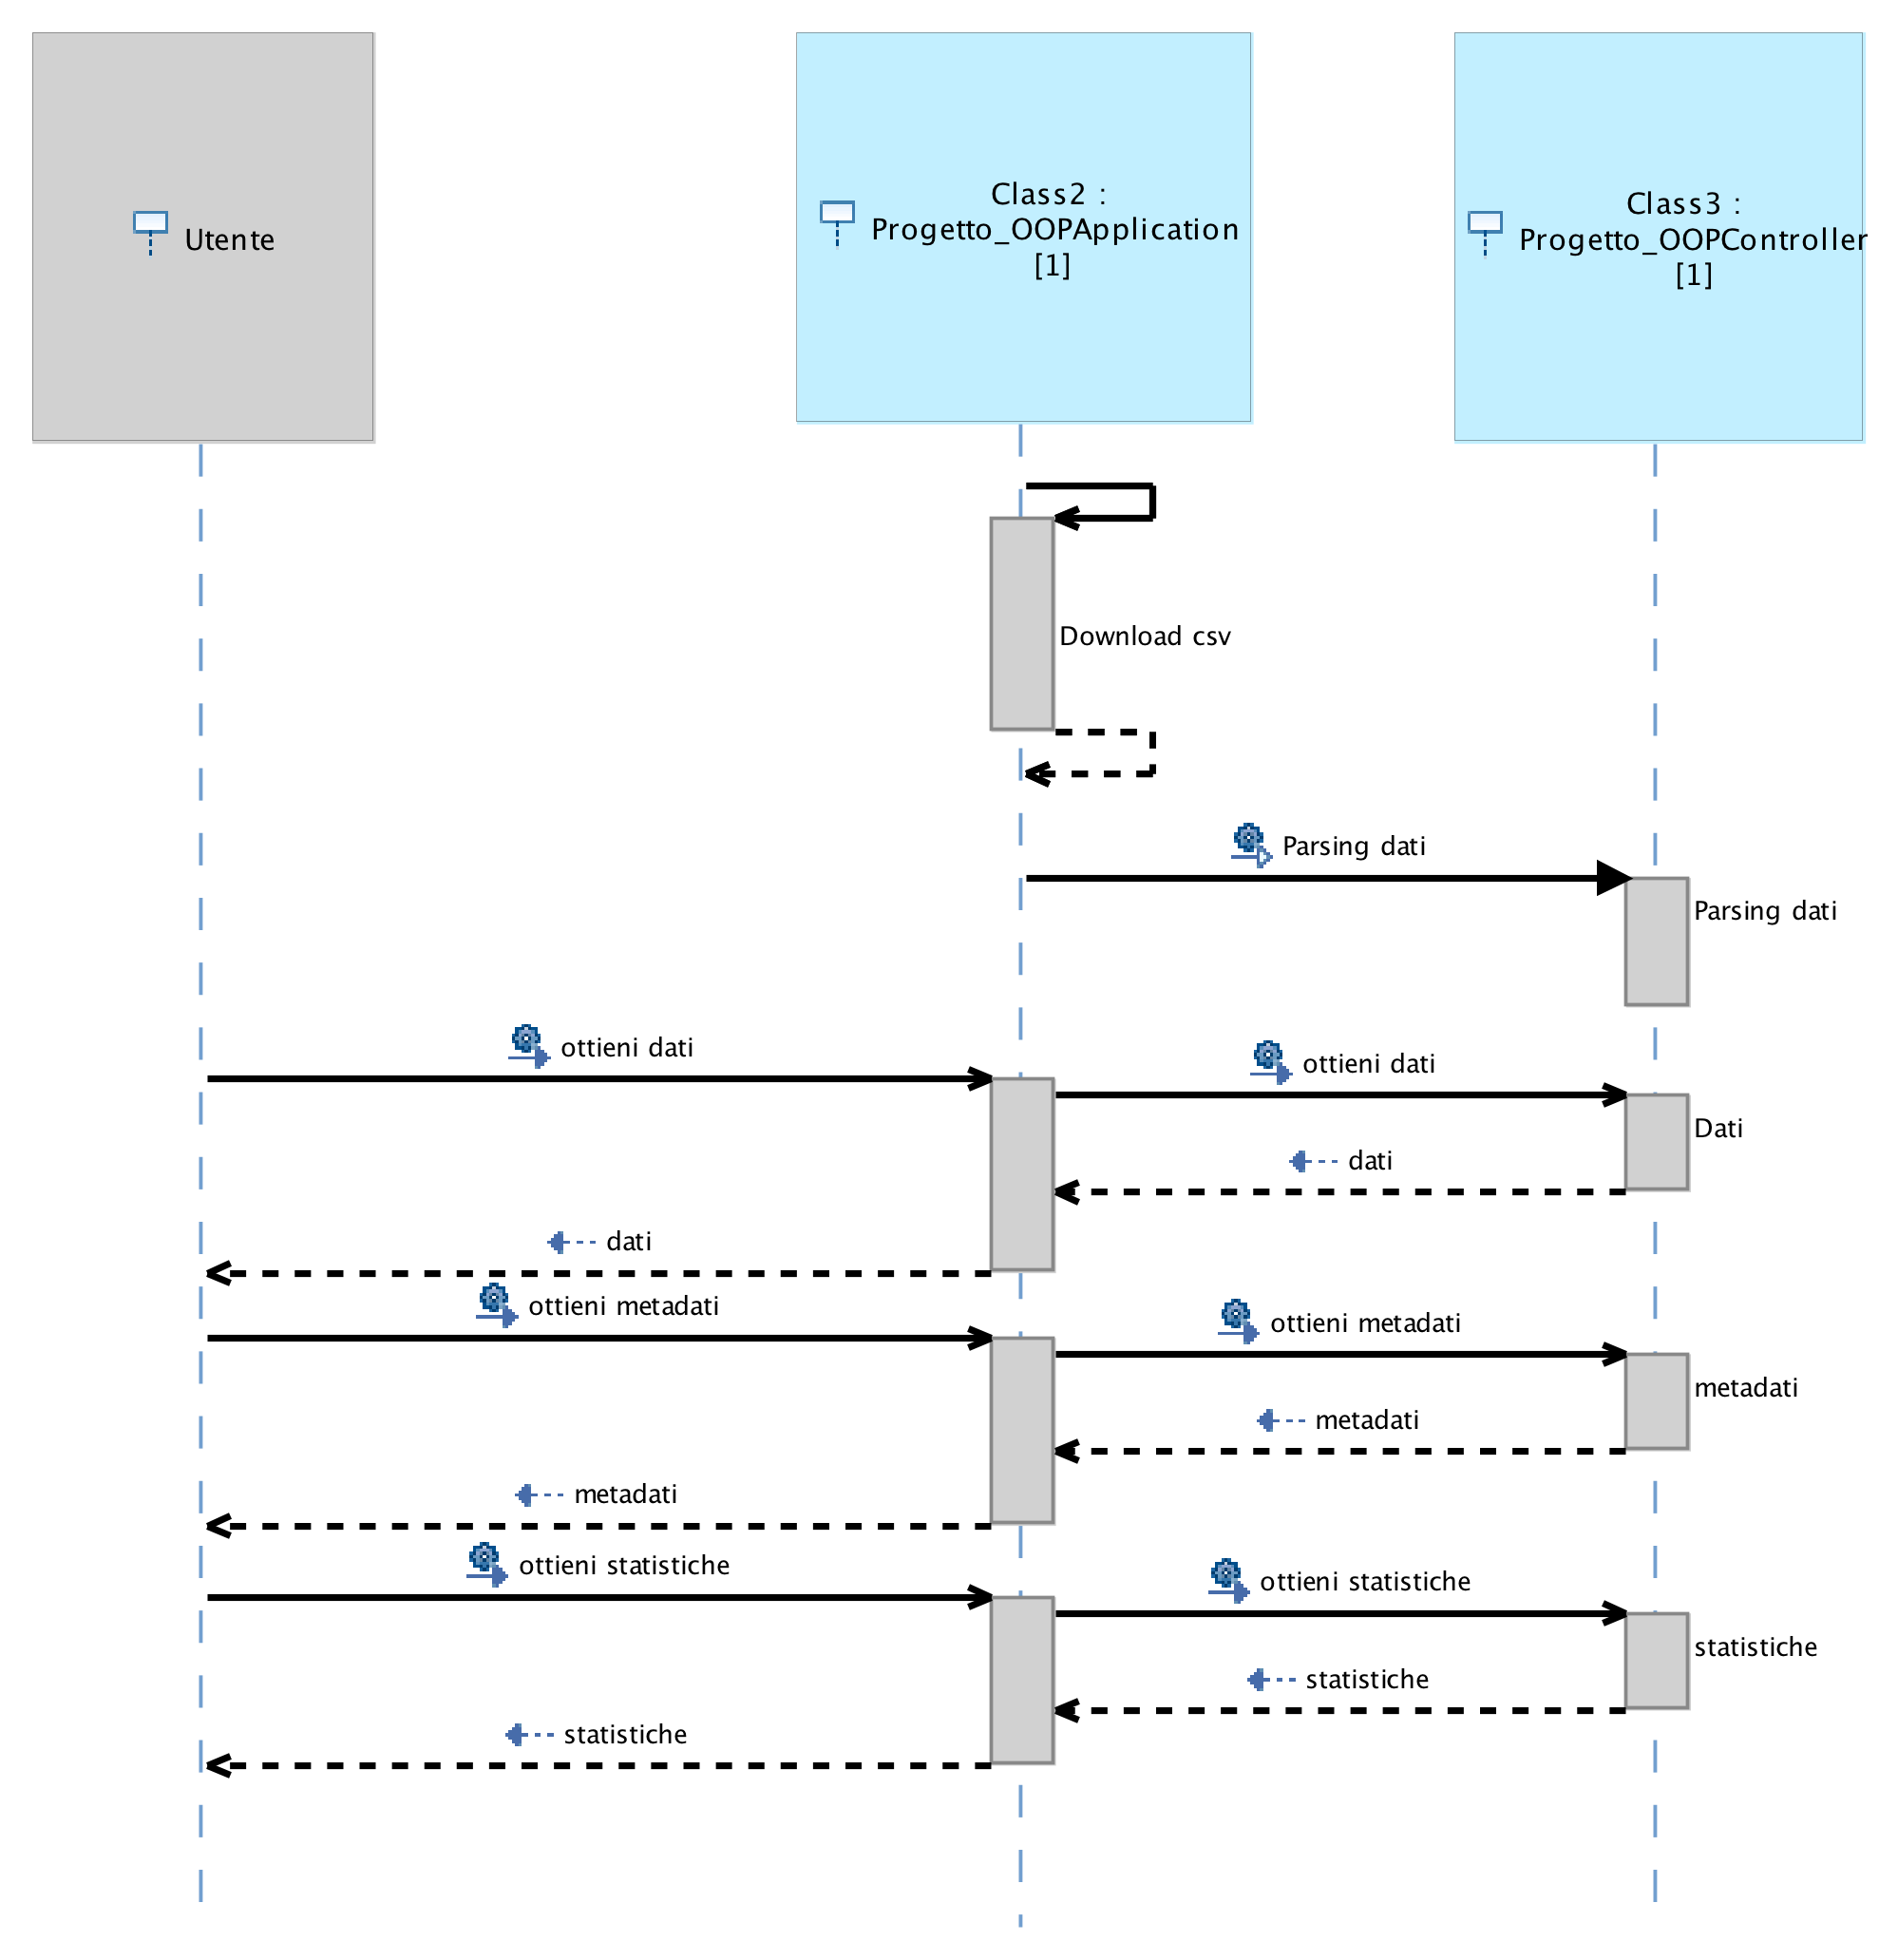 Utente
Class2 :
Progetto_OOPApplication
[1]
Class3 :
Progetto_OOPController
[1]
Download csv
Parsing dati
Parsing dati
ottieni dati
ottieni dati
Dati
dati
dati
ottieni metadati
ottieni metadati
metadati
metadati
metadati
ottieni statistiche
ottieni statistiche
statistiche
statistiche
statistiche